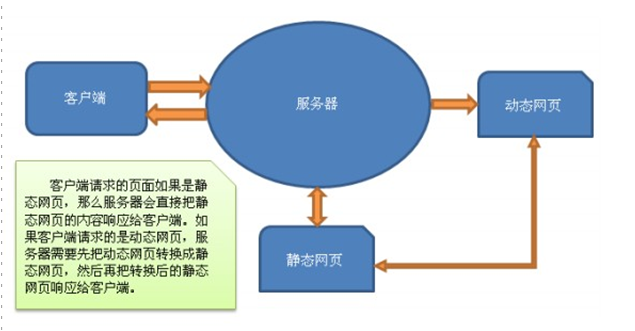 客户端
服务器
动态网页
客户端请求的页面如果是静
态网页，那么服务器会直接把静
态网页的内容响应给客户端。如
果客户端请求的是动态网页，服
务器需要先把动态网页转换成静
态网页，然后再把转换后的静态
网页响应给客户端。
静态网页